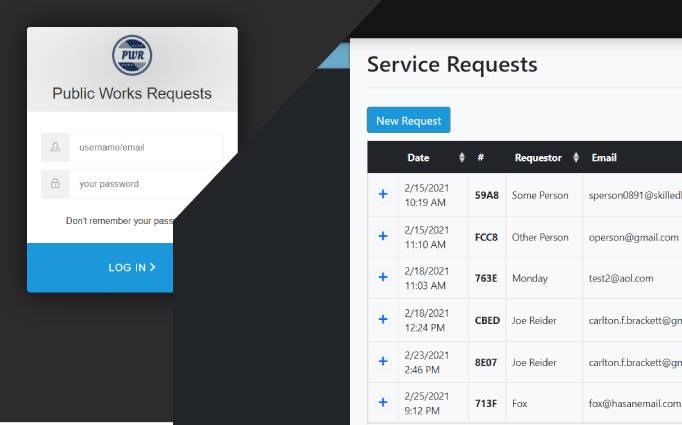 PWR
Public Works Requests
username/email
your password
Don't remember your pass
LOG IN
Service Requests
New Request
Date # Requestor Email
2/15/2021 10:19 AM 59A8 Some Person sperson0891@skilled
2/15/2021 11:10 AM FCC8 Other Person operson@gmail.com
2/18/2021 11:03 AM 763E Monday test2@aol.com
2/18/2021 12:24 PM CBED Joe Reider carlton.f.brackett@gm
2/23/2021 2:46 PM 8E07 Joe Reider carlton.f.brackett@gm
2/25/2021 9:12 PM 713F Fox fox@hasanemail.com